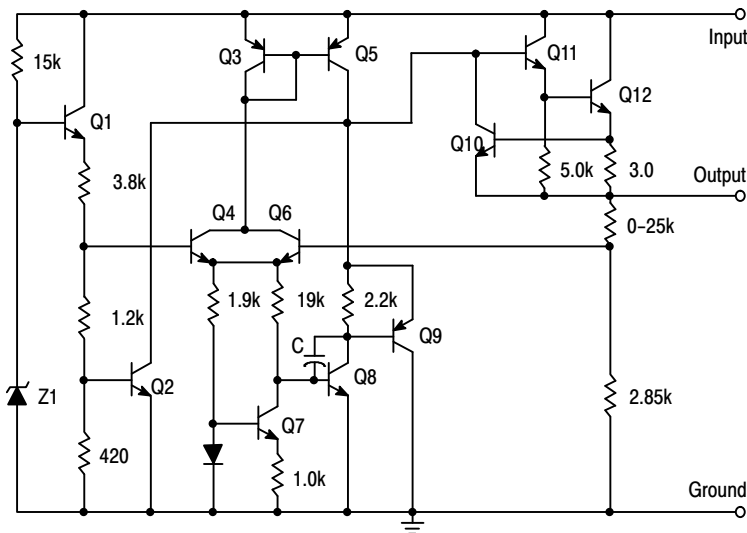 Input
15k
Q3
Q5
Q11
Q12
Q1
Q10
3.8k
5.0k
3.0
Output
Q4
Q6
0–25k
1.2k
1.9k
19k
2.2k
C
Q9
Z1
Q2
Q8
2.85k
Q7
420
1.0k
Ground